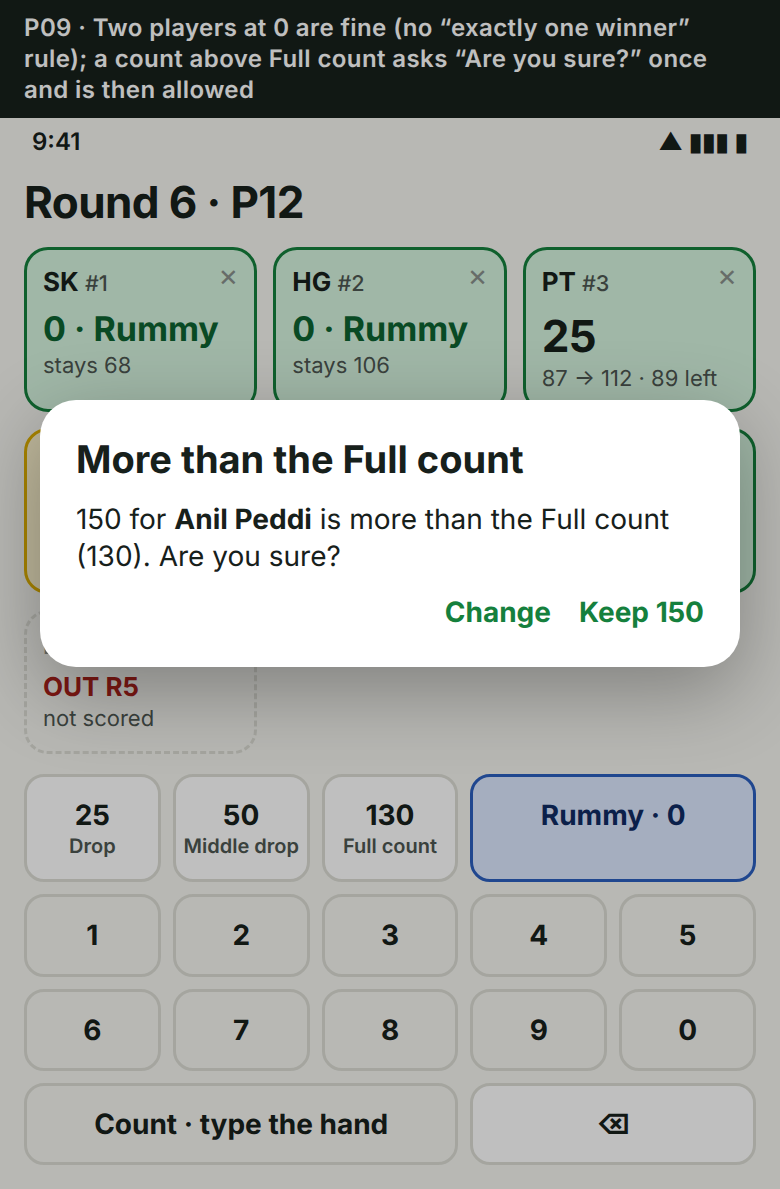 P09 · Two players at 0 are fine (no “exactly one winner”
rule); a count above Full count asks “Are you sure?” once
and is then allowed
9:41
Round 6 · P12
SK #1 ✕
0 · Rummy
stays 68
HG #2 ✕
0 · Rummy
stays 106
PT #3 ✕
25
87 → 112 · 89 left
More than the Full count
150 for Anil Peddi is more than the Full count
(130). Are you sure?
Change Keep 150
OUT R5
not scored
25
Drop
50
Middle drop
130
Full count
Rummy · 0
1 2 3 4 5
6 7 8 9 0
Count · type the hand ⌫